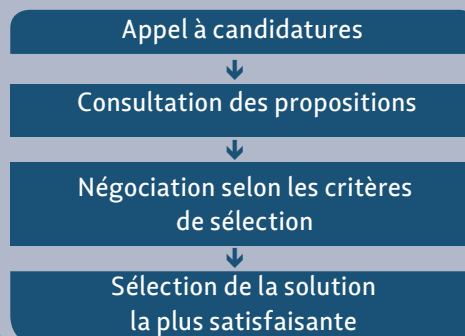 Appel à candidatures
Consultation des propositions
Négociation selon les critères
de sélection
Sélection de la solution
la plus satisfaisante